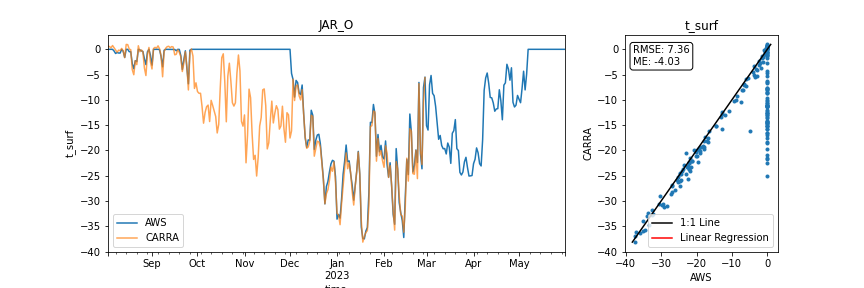 JAR_O
t_surf
0
−5
−10
−15
−20
−25
−30
−35
−40
t_surf
AWS
CARRA
Sep
Oct
Nov
Dec
Jan
2023
Feb
Mar
Apr
May
RMSE: 7.36
ME: -4.03
0
−5
−10
−15
−20
−25
−30
−35
−40
CARRA
1:1 Line
Linear Regression
−40
−30
−20
−10
0
AWS